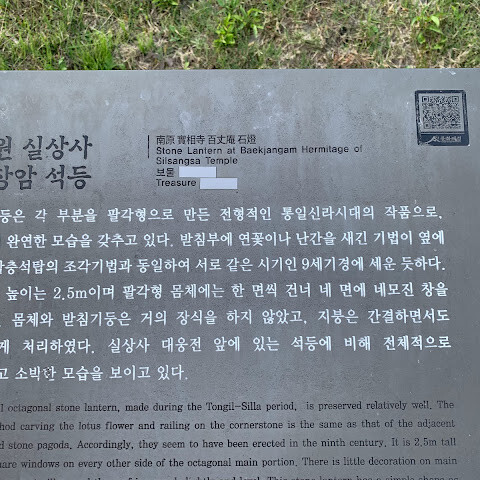 원 실상사
장암 석등
南原 實相寺 百丈庵 石燈
Stone Lantern at Baekjangam Hermitage of
Silsangsa Temple
보물
Treasure
등은 각 부분을 팔각형으로 만든 전형적인 통일신라시대의 작품으로,
완연한 모습을 갖추고 있다. 받침부에 연꽃이나 난간을 새긴 기법이 옆에
삼층석탑의 조각기법과 동일하여 서로 같은 시기인 9세기경에 세운 듯하다.
높이는 2.5m이며 팔각형 몸체에는 한 면씩 건너 네 면에 네모진 창을
몸체와 받침기둥은 거의 장식을 하지 않았고, 지붕은 간결하면서도
게 처리하였다. 실상사 대웅전 앞에 있는 석등에 비해 전체적으로
고 소박한 모습을 보이고 있다.
l octagonal stone lantern, made during the Tongil-Silla period, is preserved relatively well. The
hod carving the lotus flower and railing on the cornerstone is the same as that of the adjacent
d stone pagoda. Accordingly, they seem to have been erected in the ninth century. It is 2.5m tall
uare windows on every other side of the octagonal main portion. There is little decoration on main